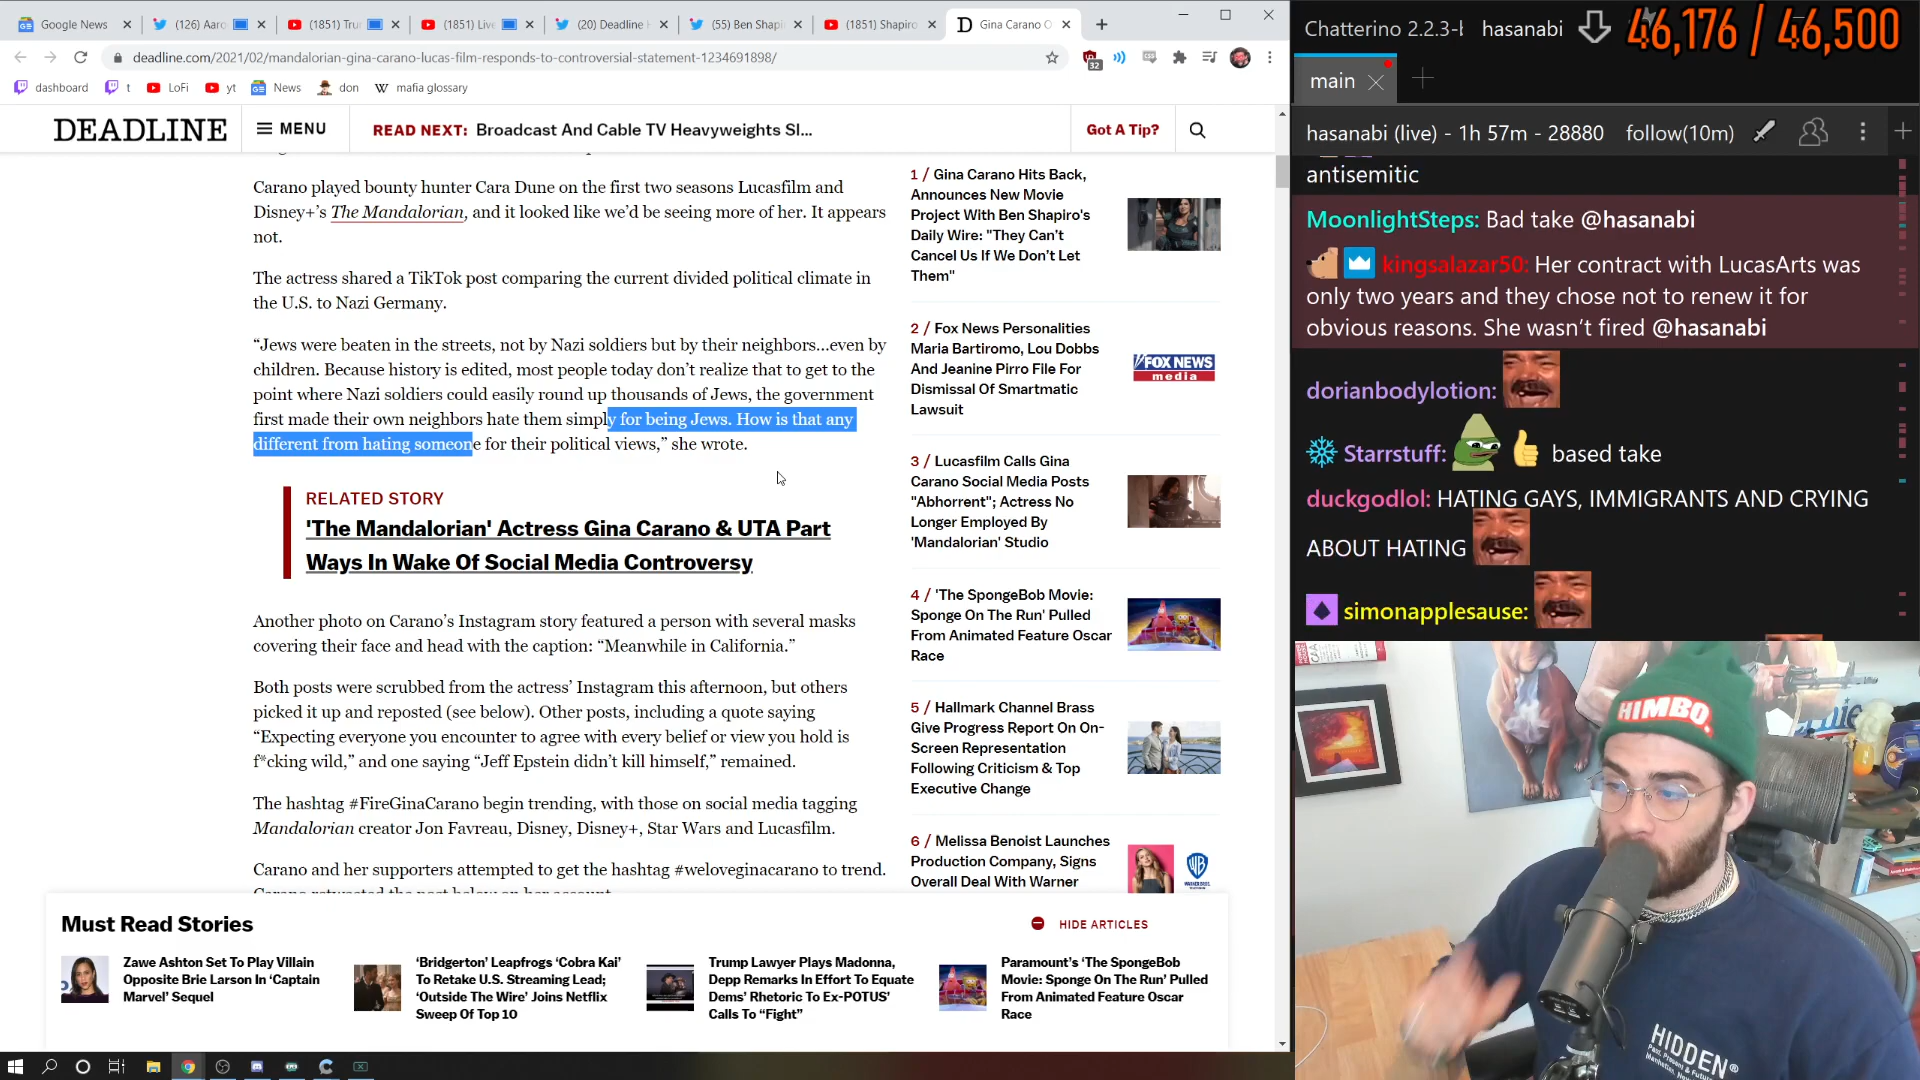 Google News
(126) Aaro
(1851) Trur
(1851) Live
(20) Deadline
(55) Ben Shapi
(1851) Shapiro
Gina Carano O
deadline.com/2021/02/mandalorian-gina-carano-lucas-film-responds-to-controversial-statement-1234691898/
32
dashboard
t
LoFi
yt
News
don
mafia glossary
DEADLINE
MENU
READ NEXT: Broadcast And Cable TV Heavyweights Sl...
Got A Tip?
Carano played bounty hunter Cara Dune on the first two seasons Lucasfilm and
Disney+’s The Mandalorian, and it looked like we’d be seeing more of her. It appears
not.
The actress shared a TikTok post comparing the current divided political climate in
the U.S. to Nazi Germany.
“Jews were beaten in the streets, not by Nazi soldiers but by their neighbors...even by
children. Because history is edited, most people today don’t realize that to get to the
point where Nazi soldiers could easily round up thousands of Jews, the government
first made their own neighbors hate them simply for being Jews. How is that any
different from hating someone for their political views,” she wrote.
RELATED STORY
'The Mandalorian' Actress Gina Carano & UTA Part
Ways In Wake Of Social Media Controversy
Another photo on Carano’s Instagram story featured a person with several masks
covering their face and head with the caption: “Meanwhile in California.”
Both posts were scrubbed from the actress’ Instagram this afternoon, but others
picked it up and reposted (see below). Other posts, including a quote saying
“Expecting everyone you encounter to agree with every belief or view you hold is
f*cking wild,” and one saying “Jeff Epstein didn’t kill himself,” remained.
The hashtag #FireGinaCarano begin trending, with those on social media tagging
Mandalorian creator Jon Favreau, Disney, Disney+, Star Wars and Lucasfilm.
Carano and her supporters attempted to get the hashtag #weloveginacarano to trend.
Carano retweeted the post below on her account.
1 / Gina Carano Hits Back,
Announces New Movie
Project With Ben Shapiro's
Daily Wire: "They Can’t
Cancel Us If We Don’t Let
Them"
2 / Fox News Personalities
Maria Bartiromo, Lou Dobbs
And Jeanine Pirro File For
Dismissal Of Smartmatic
Lawsuit
FOX NEWS
media
3 / Lucasfilm Calls Gina
Carano Social Media Posts
"Abhorrent"; Actress No
Longer Employed By
'Mandalorian' Studio
4 / 'The SpongeBob Movie:
Sponge On The Run' Pulled
From Animated Feature Oscar
Race
5 / Hallmark Channel Brass
Give Progress Report On On-
Screen Representation
Following Criticism & Top
Executive Change
6 / Melissa Benoist Launches
Production Company, Signs
Overall Deal With Warner
Must Read Stories
HIDE ARTICLES
Zawe Ashton Set To Play Villain
Opposite Brie Larson In ‘Captain
Marvel’ Sequel
‘Bridgerton’ Leapfrogs ‘Cobra Kai’
To Retake U.S. Streaming Lead;
‘Outside The Wire’ Joins Netflix
Sweep Of Top 10
Trump Lawyer Plays Madonna,
Depp Remarks In Effort To Equate
Dems’ Rhetoric To Ex-POTUS’
Calls To “Fight”
Paramount’s ‘The SpongeBob
Movie: Sponge On The Run’ Pulled
From Animated Feature Oscar
Race
Chatterino 2.2.3-b
hasanabi
46,176 / 46,500
main
hasanabi (live) - 1h 57m - 28880
follow(10m)
antisemitic
MoonlightSteps: Bad take @hasanabi
kingsalazar50: Her contract with LucasArts was
only two years and they chose not to renew it for
obvious reasons. She wasn’t fired @hasanabi
dorianbodylotion:
Starrstuff: based take
duckgodlol: HATING GAYS, IMMIGRANTS AND CRYING
ABOUT HATING
simonapplesause:
HIMBO.
HIDDEN®